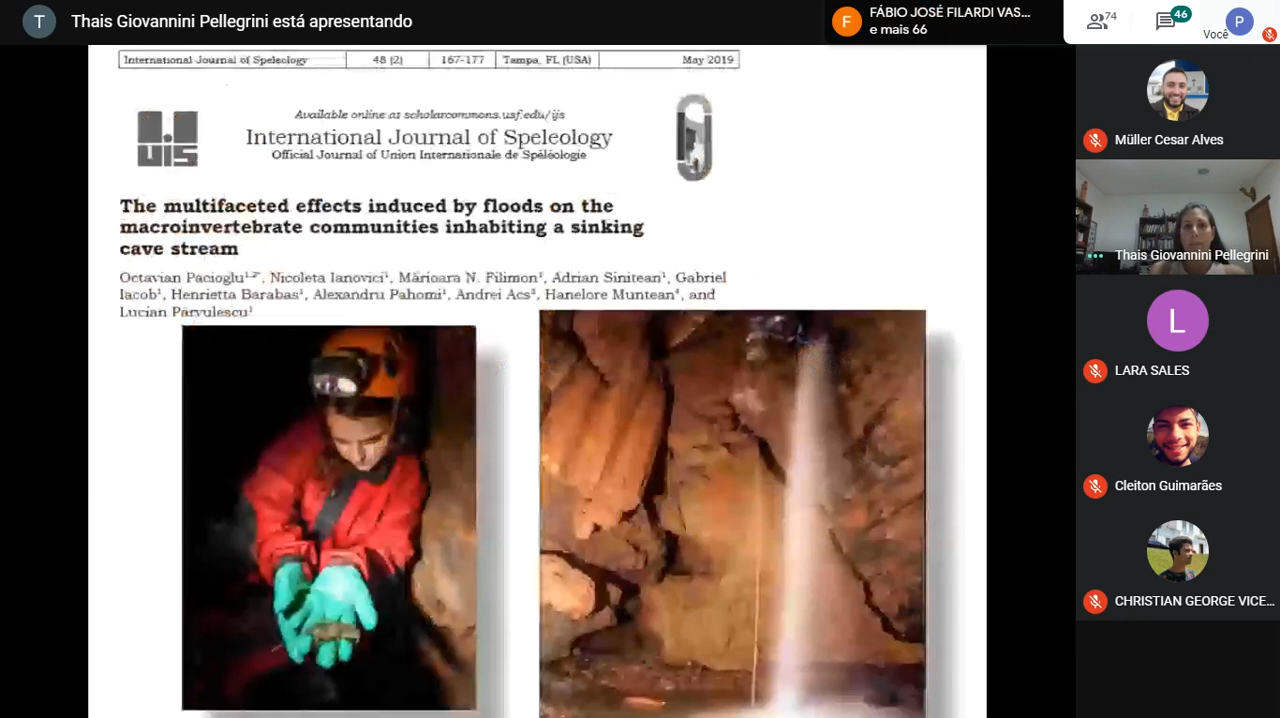 T
Thais Giovannini Pellegrini está apresentando
F
FÁBIO JOSÉ FILARDI VAS...
e mais 66
74
46
Você
P
International Journal of Speleology
48 (2)
167-177
Tampa, FL (USA)
May 2019
uis
Available online at scholarcommons.usf.edu/ijs
International Journal of Speleology
Official Journal of Union Internationale de Spéléologie
The multifaceted effects induced by floods on the
macroinvertebrate communities inhabiting a sinking
cave stream
Octavian Pacioglu1,2*, Nicoleta Ianovici1, Mărioara N. Filimon1, Adrian Sinitean1, Gabriel
Iacob1, Henrietta Barabas1, Alexandru Pahomi1, Andrei Acs3, Hanelore Muntean4, and
Lucian Pârvulescu1
Müller Cesar Alves
Thais Giovannini Pellegrini
L
LARA SALES
Cleiton Guimarães
CHRISTIAN GEORGE VICE...